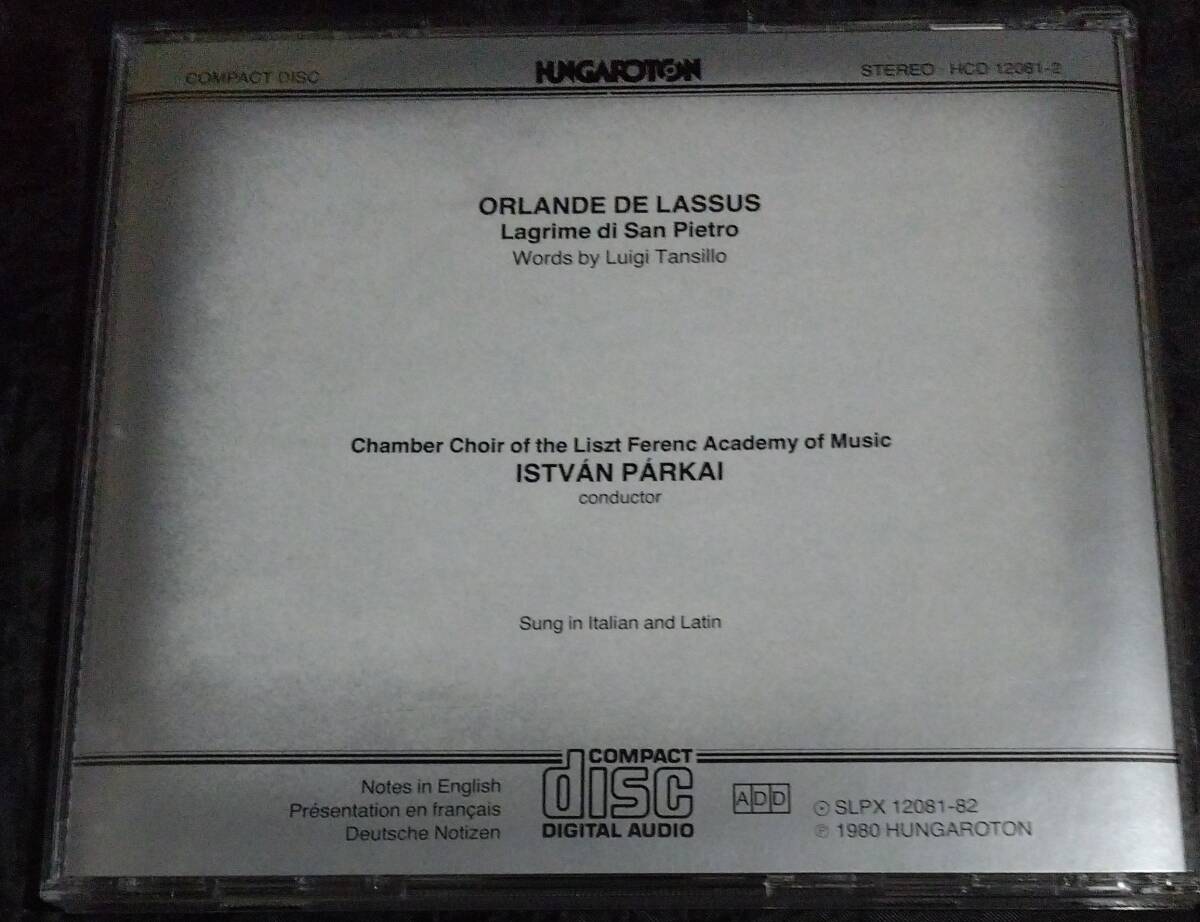 COMPACT DISC HUNGAROTON STEREO HCD 12081-2
ORLANDE DE LASSUS
Lagrime di San Pietro
Words by Luigi Tansillo
Chamber Choir of the Liszt Ferenc Academy of Music
ISTVÁN PÁRKAI
conductor
Sung in Italian and Latin
Notes in English
Présentation en français
Deutsche Notizen
COMPACT
disc
DIGITAL AUDIO
ADD
SLPX 12081-82
℗ 1980 HUNGAROTON